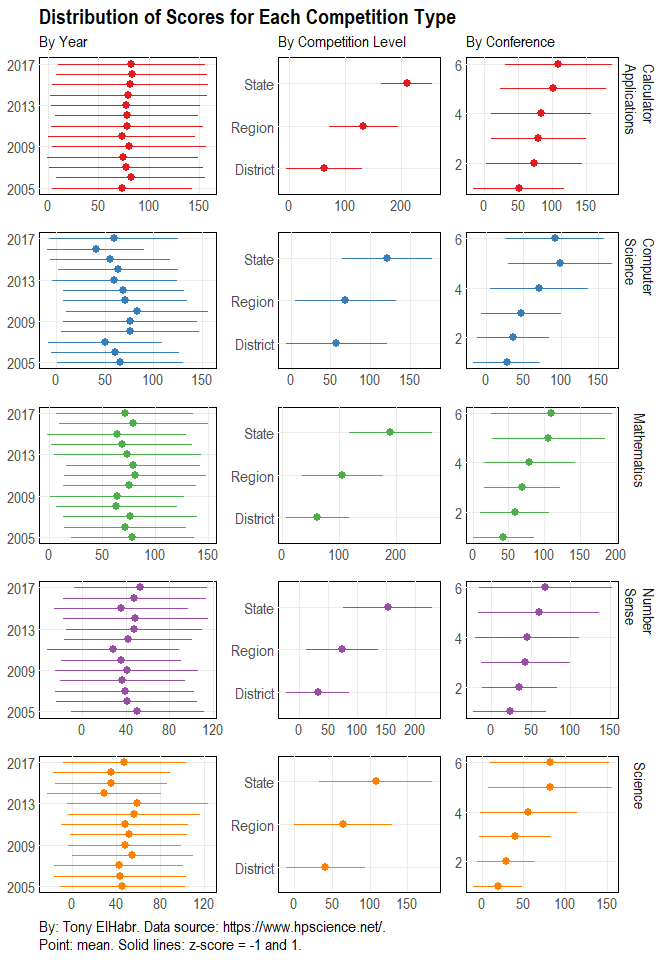 Distribution of Scores for Each Competition Type
By Year
By Competition Level
By Conference
2017
2013
2009
2005
0 50 100 150
State
Region
District
0 100 200
6
4
2
0 50 100 150
Calculator
Applications
2017
2013
2009
2005
0 50 100 150
State
Region
District
0 50 100 150
6
4
2
0 50 100 150
Computer
Science
2017
2013
2009
2005
0 50 100 150
State
Region
District
0 100 200
6
4
2
0 50 100 150 200
Mathematics
2017
2013
2009
2005
0 40 80 120
State
Region
District
0 50 100 150 200
6
4
2
0 50 100 150
Number
Sense
2017
2013
2009
2005
0 40 80 120
State
Region
District
0 50 100 150
6
4
2
0 50 100 150
Science
By: Tony ElHabr. Data source: https://www.hpscience.net/.
Point: mean. Solid lines: z-score = -1 and 1.